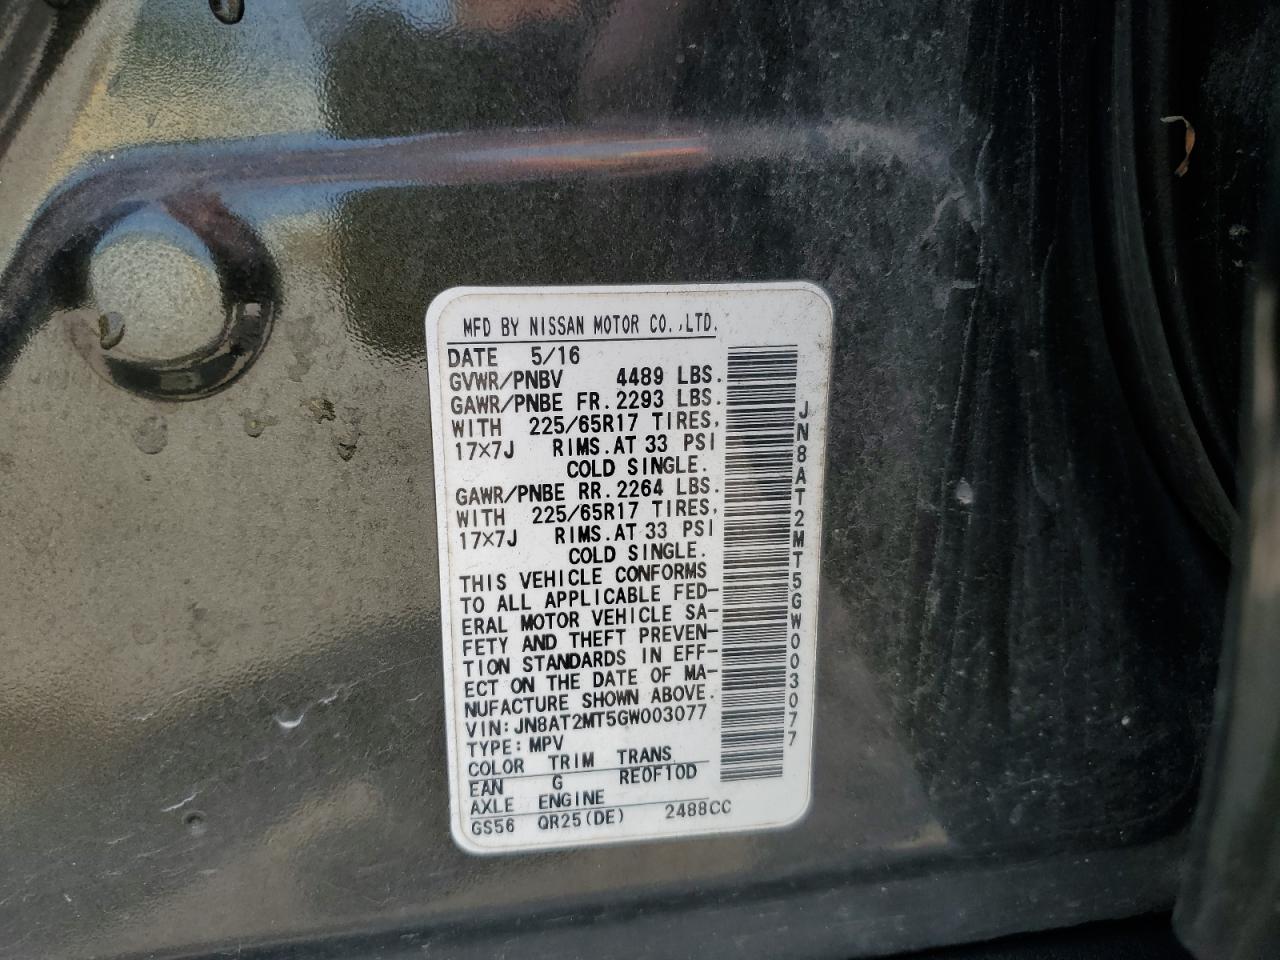 MFD BY NISSAN MOTOR CO.,LTD.
DATE 5/16
GVWR/PNBV 4489 LBS.
GAWR/PNBE FR. 2293 LBS.
WITH 225/65R17 TIRES,
17×7J RIMS.AT 33 PSI
COLD SINGLE.
GAWR/PNBE RR. 2264 LBS.
WITH 225/65R17 TIRES,
17×7J RIMS.AT 33 PSI
COLD SINGLE.
THIS VEHICLE CONFORMS
TO ALL APPLICABLE FED-
ERAL MOTOR VEHICLE SA-
FETY AND THEFT PREVEN-
TION STANDARDS IN EFF-
ECT ON THE DATE OF MA-
NUFACTURE SHOWN ABOVE.
VIN: JN8AT2MT5GW003077
TYPE: MPV
COLOR TRIM TRANS
EAN G RE0F10D
AXLE ENGINE
GS56 QR25(DE) 2488CC
JN8AT2MT5GW003077